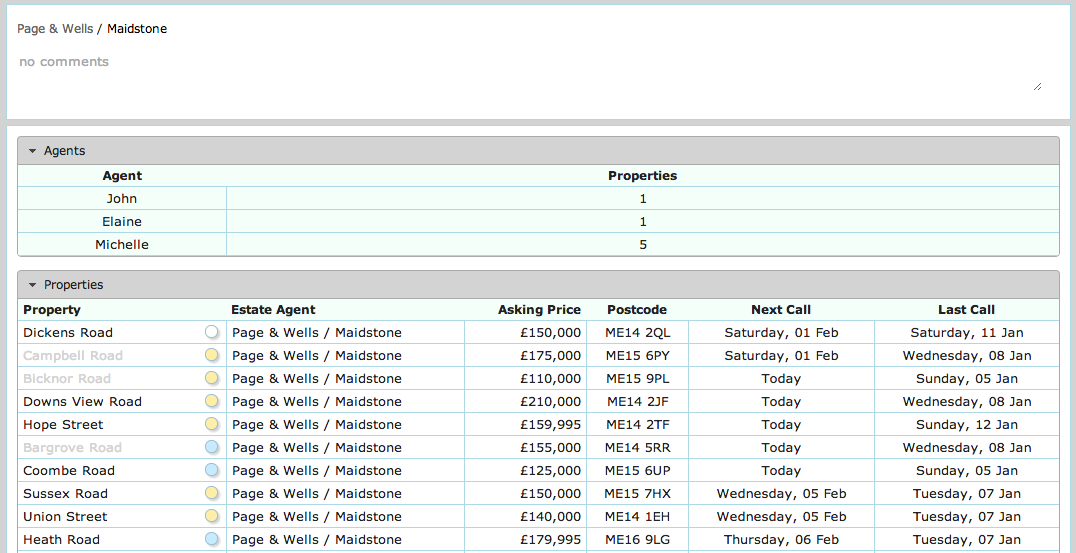 Page & Wells / Maidstone
no comments
Agents
Agent Properties
John 1
Elaine 1
Michelle 5
Properties
Property Estate Agent Asking Price Postcode Next Call Last Call
Dickens Road Page & Wells / Maidstone £150,000 ME14 2QL Saturday, 01 Feb Saturday, 11 Jan
Campbell Road Page & Wells / Maidstone £175,000 ME15 6PY Saturday, 01 Feb Wednesday, 08 Jan
Bicknor Road Page & Wells / Maidstone £110,000 ME15 9PL Today Sunday, 05 Jan
Downs View Road Page & Wells / Maidstone £210,000 ME14 2JF Today Wednesday, 08 Jan
Hope Street Page & Wells / Maidstone £159,995 ME14 2TF Today Sunday, 12 Jan
Bargrove Road Page & Wells / Maidstone £155,000 ME14 5RR Today Wednesday, 08 Jan
Coombe Road Page & Wells / Maidstone £125,000 ME15 6UP Today Sunday, 05 Jan
Sussex Road Page & Wells / Maidstone £150,000 ME15 7HX Wednesday, 05 Feb Tuesday, 07 Jan
Union Street Page & Wells / Maidstone £140,000 ME14 1EH Wednesday, 05 Feb Tuesday, 07 Jan
Heath Road Page & Wells / Maidstone £179,995 ME16 9LG Thursday, 06 Feb Tuesday, 07 Jan